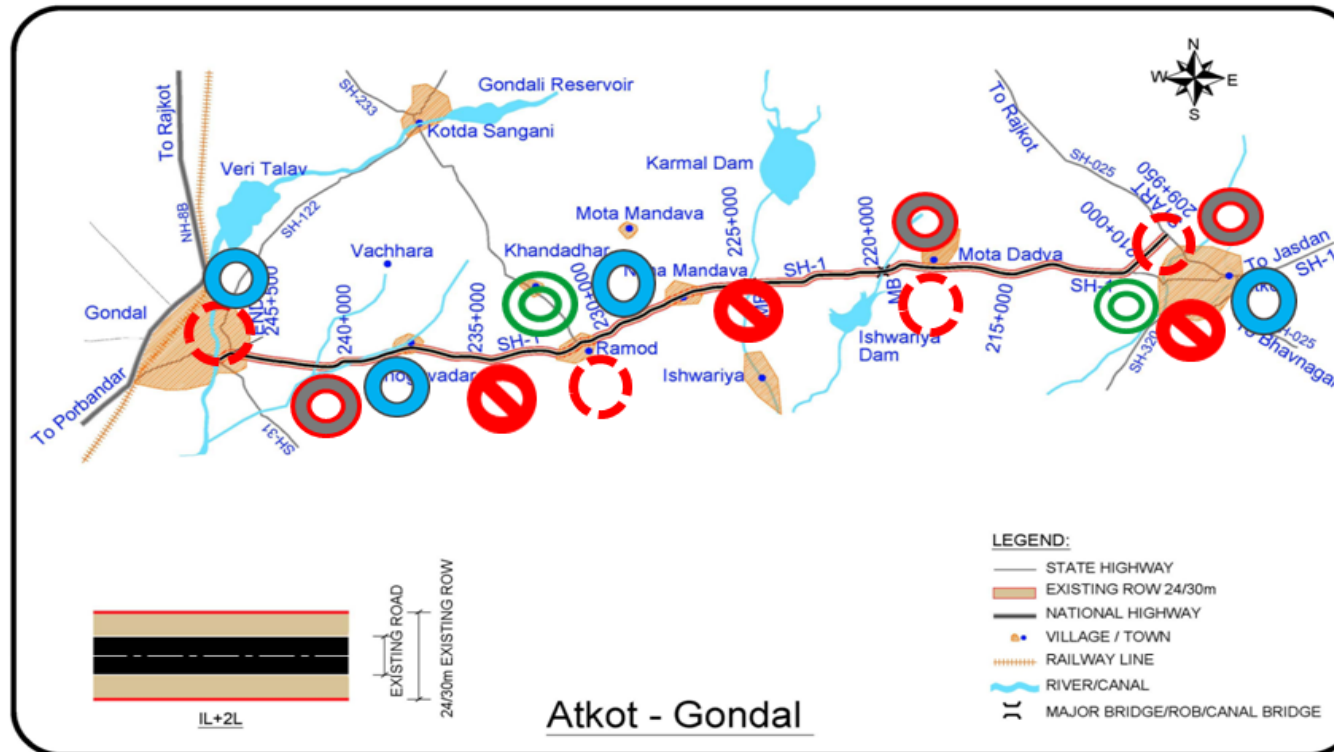 N
W E
S
SH-233
Gondali Reservoir
To Rajkot
Kotda Sangani
To Rajkot
Veri Talav
Karmal Dam
SH-025
START
209+950
NH-8B
SH-122
Mota Mandava
225+000
210+000
Vachhara
Khandadhar
220+000
Mota Dadva
To Jasdan
SH-1
Mandava
SH-1
MB
SH-1
Gondal
END
245+500
240+000
235+000
SH-1
230+000
215+000
SH-025
To Bhavnagar
Ramod
Ishwariya
Ishwariya
Dam
SH-320
To Porbandar
SH-31
LEGEND:
STATE HIGHWAY
EXISTING ROW 24/30m
NATIONAL HIGHWAY
VILLAGE / TOWN
RAILWAY LINE
RIVER/CANAL
MAJOR BRIDGE/ROB/CANAL BRIDGE
EXISTING ROAD
24/30m EXISTING ROW
IL+2L
Atkot - Gondal